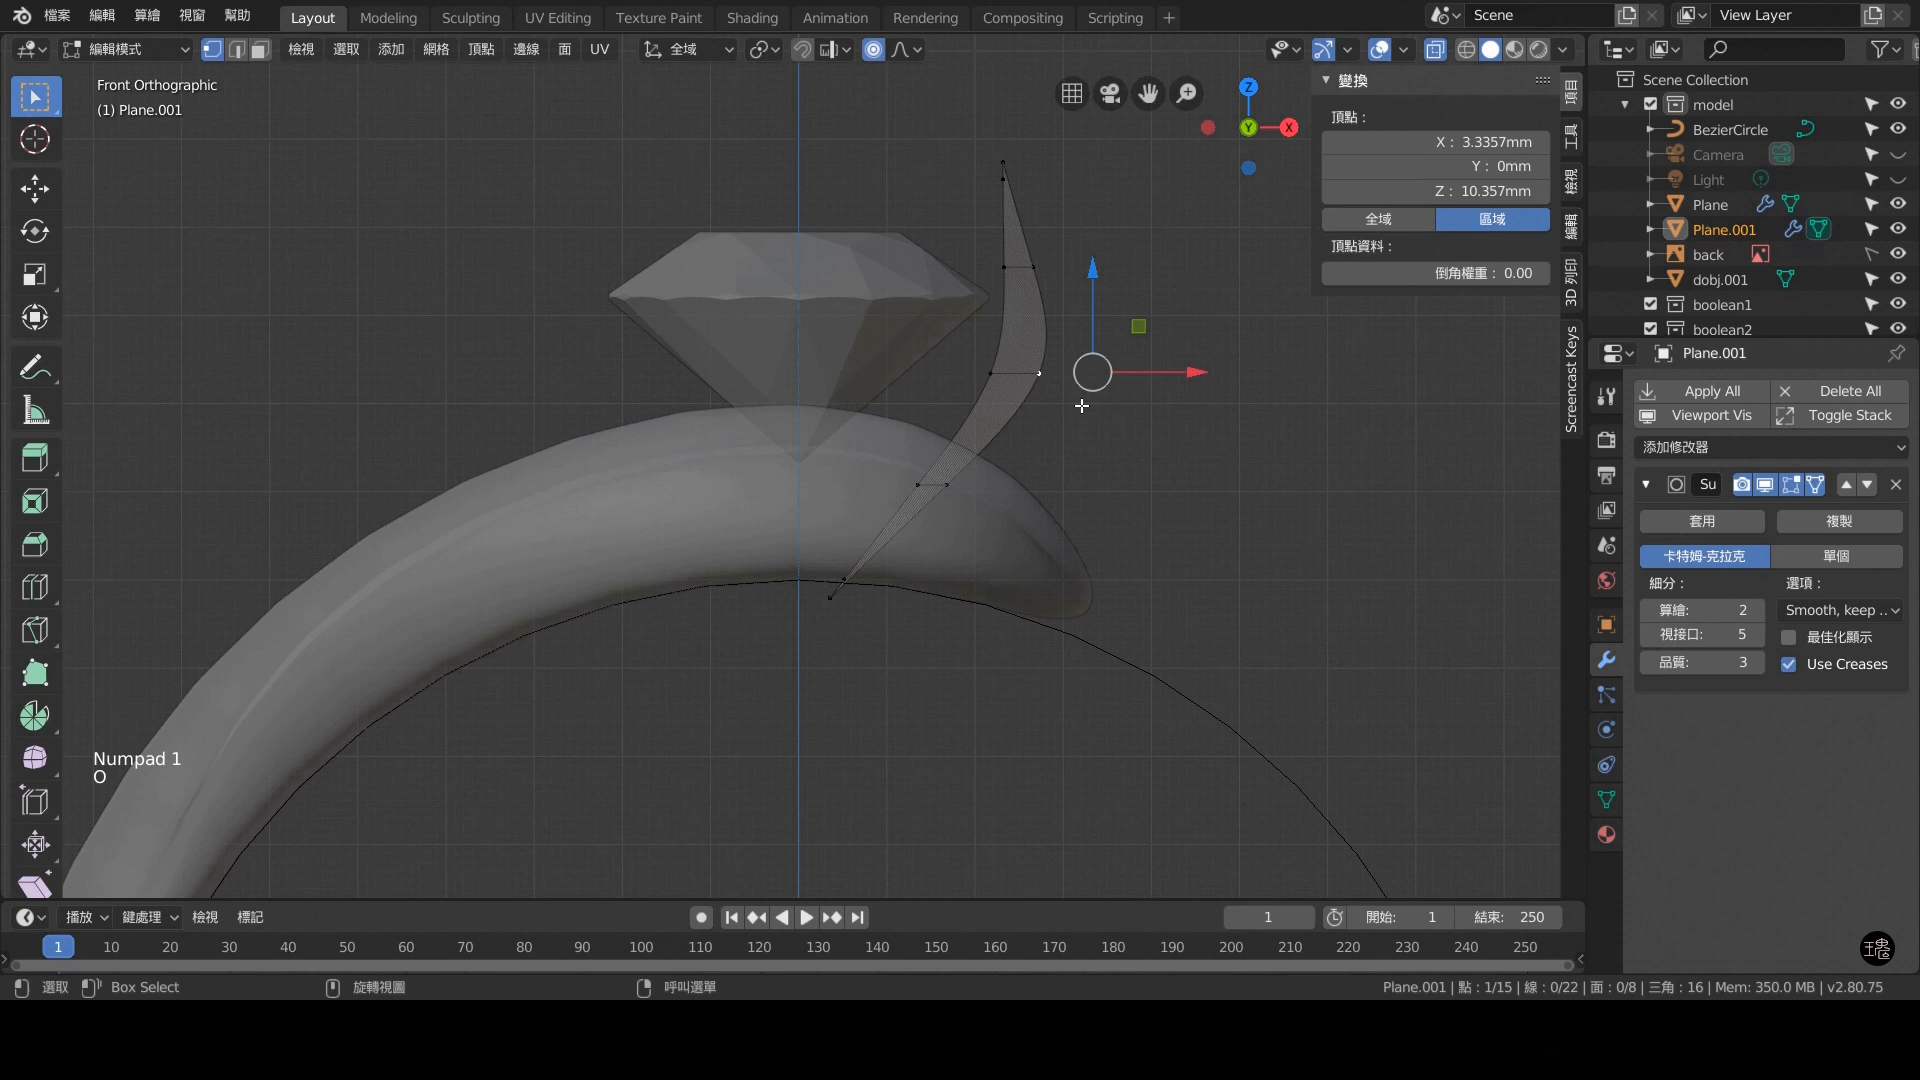 檔案 編輯 算繪 視窗 幫助 Layout Modeling Sculpting UV Editing Texture Paint Shading Animation Rendering Compositing Scripting + Scene View Layer
編輯模式 檢視 選取 添加 網格 頂點 邊線 面 UV 全域
Front Orthographic
(1) Plane.001
Z
Y
X
變換
頂點：
X： 3.3357mm
Y： 0mm
Z： 10.357mm
全域 區域
頂點資料：
倒角權重： 0.00
項目
工具
檢視
編輯
3D 列印
Screencast Keys
Scene Collection
model
BezierCircle
Camera
Light
Plane
Plane.001
back
dobj.001
boolean1
boolean2
Plane.001
Apply All Delete All
Viewport Vis Toggle Stack
添加修改器
Su
套用 複製
卡特姆-克拉克 單個
細分： 選項：
算繪: 2 Smooth, keep ..
視接口: 5 最佳化顯示
品質: 3 Use Creases
Numpad 1
O
播放 鍵處理 檢視 標記 1 開始: 1 結束: 250
1 10 20 30 40 50 60 70 80 90 100 110 120 130 140 150 160 170 180 190 200 210 220 230 240 250
選取 Box Select 旋轉視圖 呼叫選單 Plane.001 | 點：1/15 | 線：0/22 | 面：0/8 | 三角：16 | Mem: 350.0 MB | v2.80.75